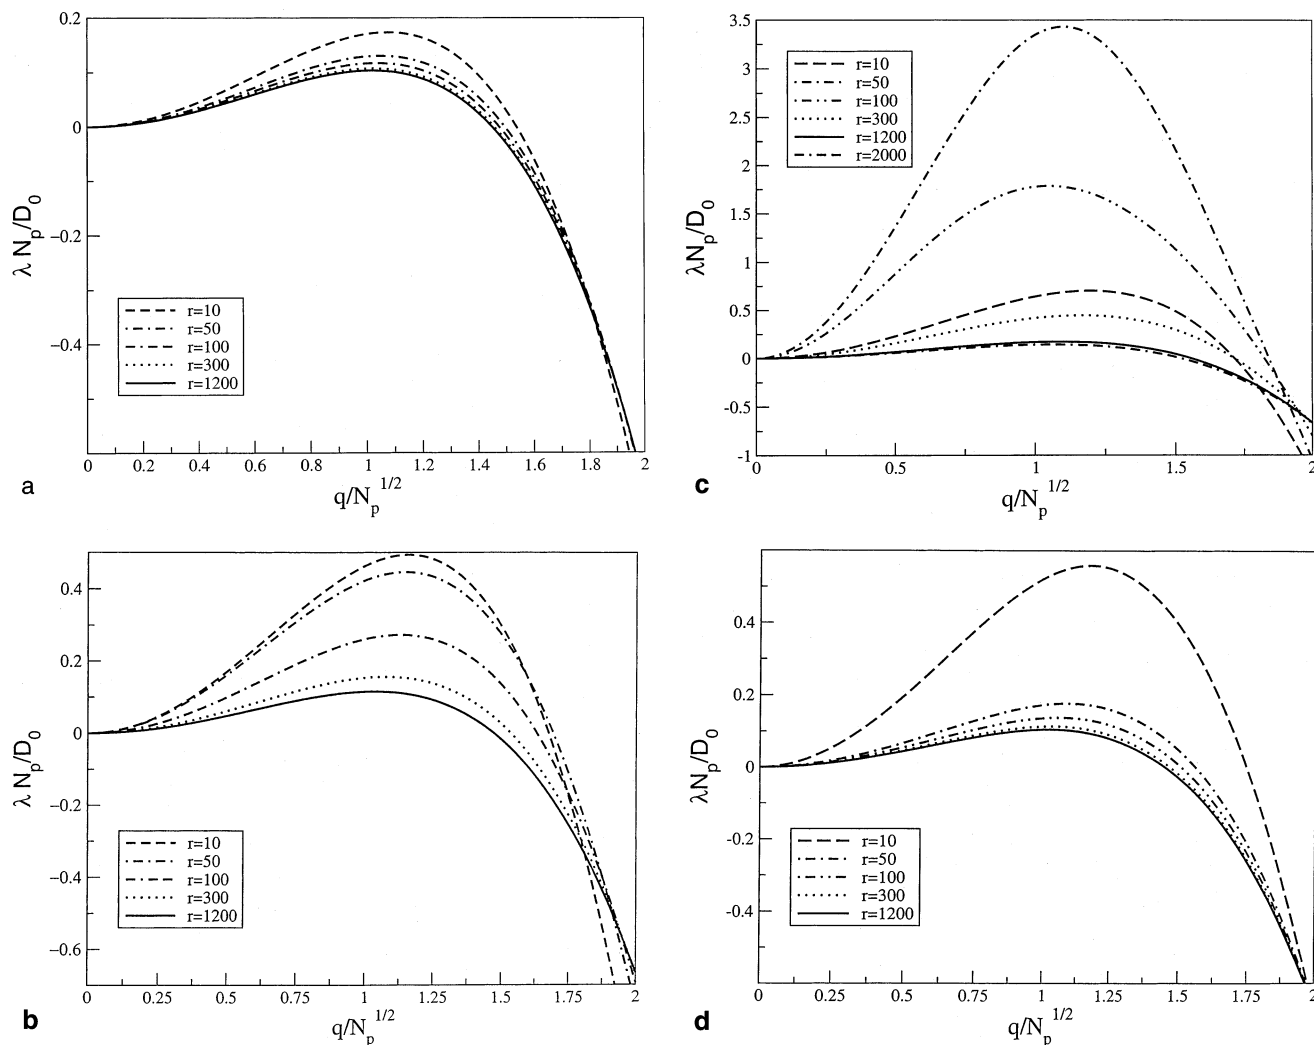 0.2
0
−0.2
−0.4
λ N_p/D_0
r=10
r=50
r=100
r=300
r=1200
0 0.2 0.4 0.6 0.8 1 1.2 1.4 1.6 1.8 2
q/N_p^{1/2}
a
3.5
3
2.5
2
1.5
1
0.5
0
-0.5
-1
λN_p/D_0
r=10
r=50
r=100
r=300
r=1200
r=2000
0 0.5 1 1.5 2
q/N_p^{1/2}
c
0.4
0.2
0
−0.2
−0.4
−0.6
λ N_p/D_0
r=10
r=50
r=100
r=300
r=1200
0 0.25 0.5 0.75 1 1.25 1.5 1.75 2
q/N_p^{1/2}
b
0.4
0.2
0
-0.2
-0.4
λN_p/D_0
r=10
r=50
r=100
r=300
r=1200
0 0.25 0.5 0.75 1 1.25 1.5 1.75 2
q/N_p^{1/2}
d